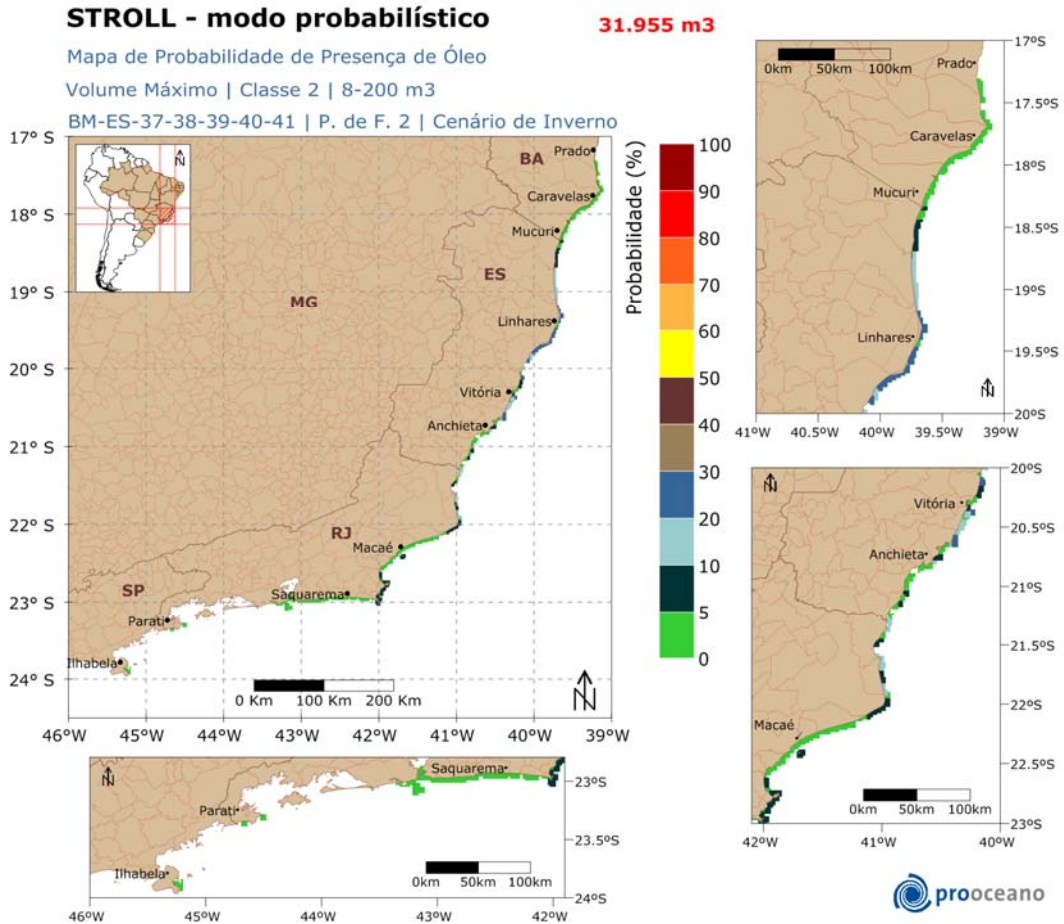 STROLL - modo probabilístico
31.955 m3
Mapa de Probabilidade de Presença de Óleo
Volume Máximo | Classe 2 | 8-200 m3
BM-ES-37-38-39-40-41 | P. de F. 2 | Cenário de Inverno
17° S
18° S
19° S
20° S
21° S
22° S
23° S
24° S
46°W
45°W
44°W
43°W
42°W
41°W
40°W
39°W
N
BA
ES
MG
RJ
SP
Prado
Caravelas
Mucuri
Linhares
Vitória
Anchieta
Macaé
Saquarema
Parati
Ilhabela
0 Km 100 Km 200 Km
N
Probabilidade (%)
100
90
80
70
60
50
40
30
20
10
5
0
0km 50km 100km
Prado
Caravelas
Mucuri
Linhares
N
17°S
17.5°S
18°S
18.5°S
19°S
19.5°S
20°S
41°W
40.5°W
40°W
39.5°W
39°W
N
Vitória
Anchieta
Macaé
0km 50km 100km
20°S
20.5°S
21°S
21.5°S
22°S
22.5°S
23°S
42°W
41°W
40°W
N
Saquarema
Parati
Ilhabela
0km 50km 100km
23°S
23.5°S
24°S
46°W
45°W
44°W
43°W
42°W
prooceano